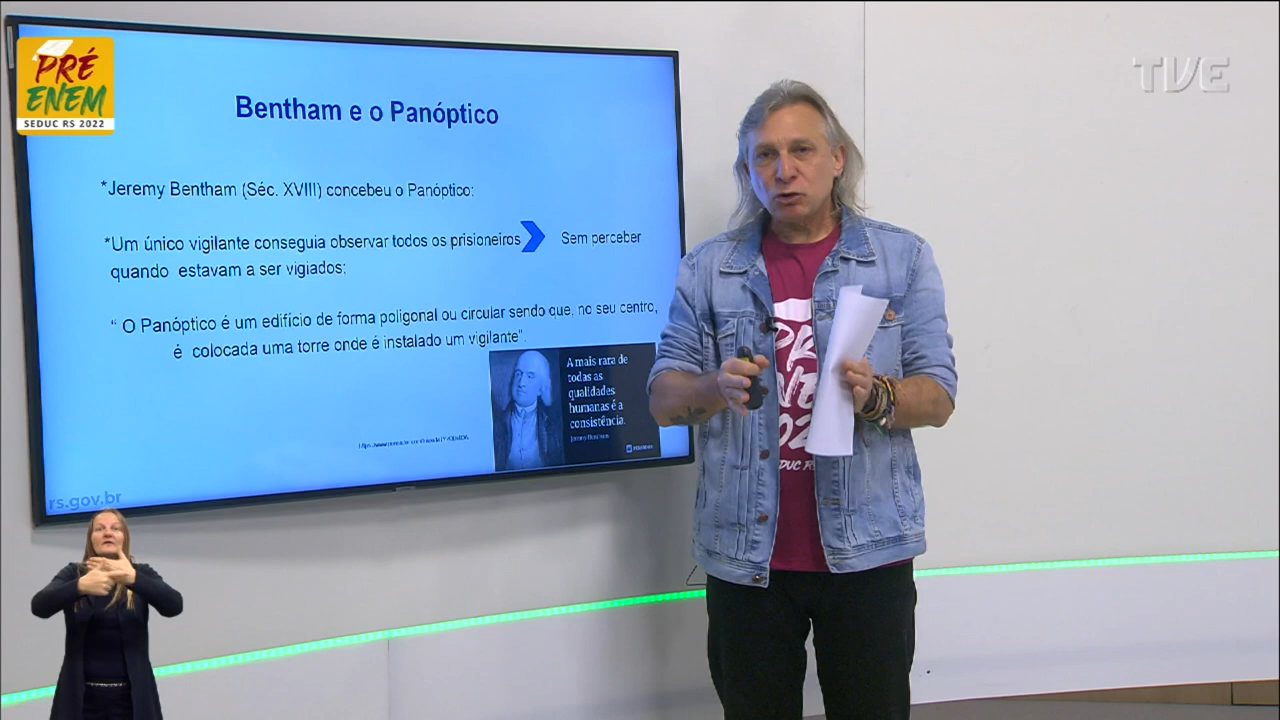 PRÉ
ENEM
SEDUC RS 2022
TVE
Bentham e o Panóptico
*Jeremy Bentham (Séc. XVIII) concebeu o Panóptico:
*Um único vigilante conseguia observar todos os prisioneiros Sem perceber
quando estavam a ser vigiados;
“ O Panóptico é um edifício de forma poligonal ou circular sendo que, no seu centro,
é colocada uma torre onde é instalado um vigilante”.
A mais rara de
todas as
qualidades
humanas é a
consistência.
Jeremy Bentham
rs.gov.br